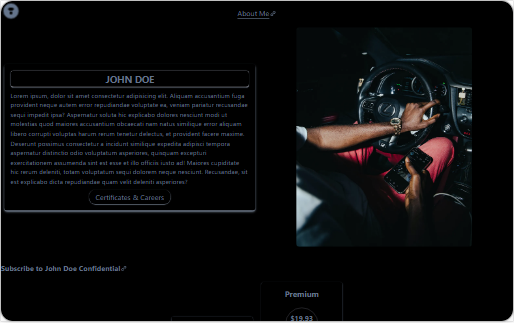 About Me
JOHN DOE
Lorem ipsum, dolor sit amet consectetur adipisicing elit. Aliquam accusantium fuga
provident neque autem error repudiandae voluptate ea, veniam pariatur recusandae
sequi impedit ipsa! Aspernatur soluta hic explicabo dolores nesciunt modi ut
molestias quod maiores accusantium obcaecati nam natus similique error aliquam
libero corrupti voluptas harum rerum tenetur delectus, et provident facere maxime.
Deserunt possimus consectetur a incidunt similique expedita adipisci tempora
aspernatur distinctio odio voluptatum asperiores, quisquam excepturi
exercitationem assumenda sint est esse et illo officiis iusto ad! Maiores cupiditate
hic rerum deleniti, totam voluptatum sequi dolorem neque nesciunt. Recusandae, sit
est explicabo dicta repudiandae quam velit deleniti asperiores?
Certificates & Careers
Subscribe to John Doe Confidential
Premium
$19.93